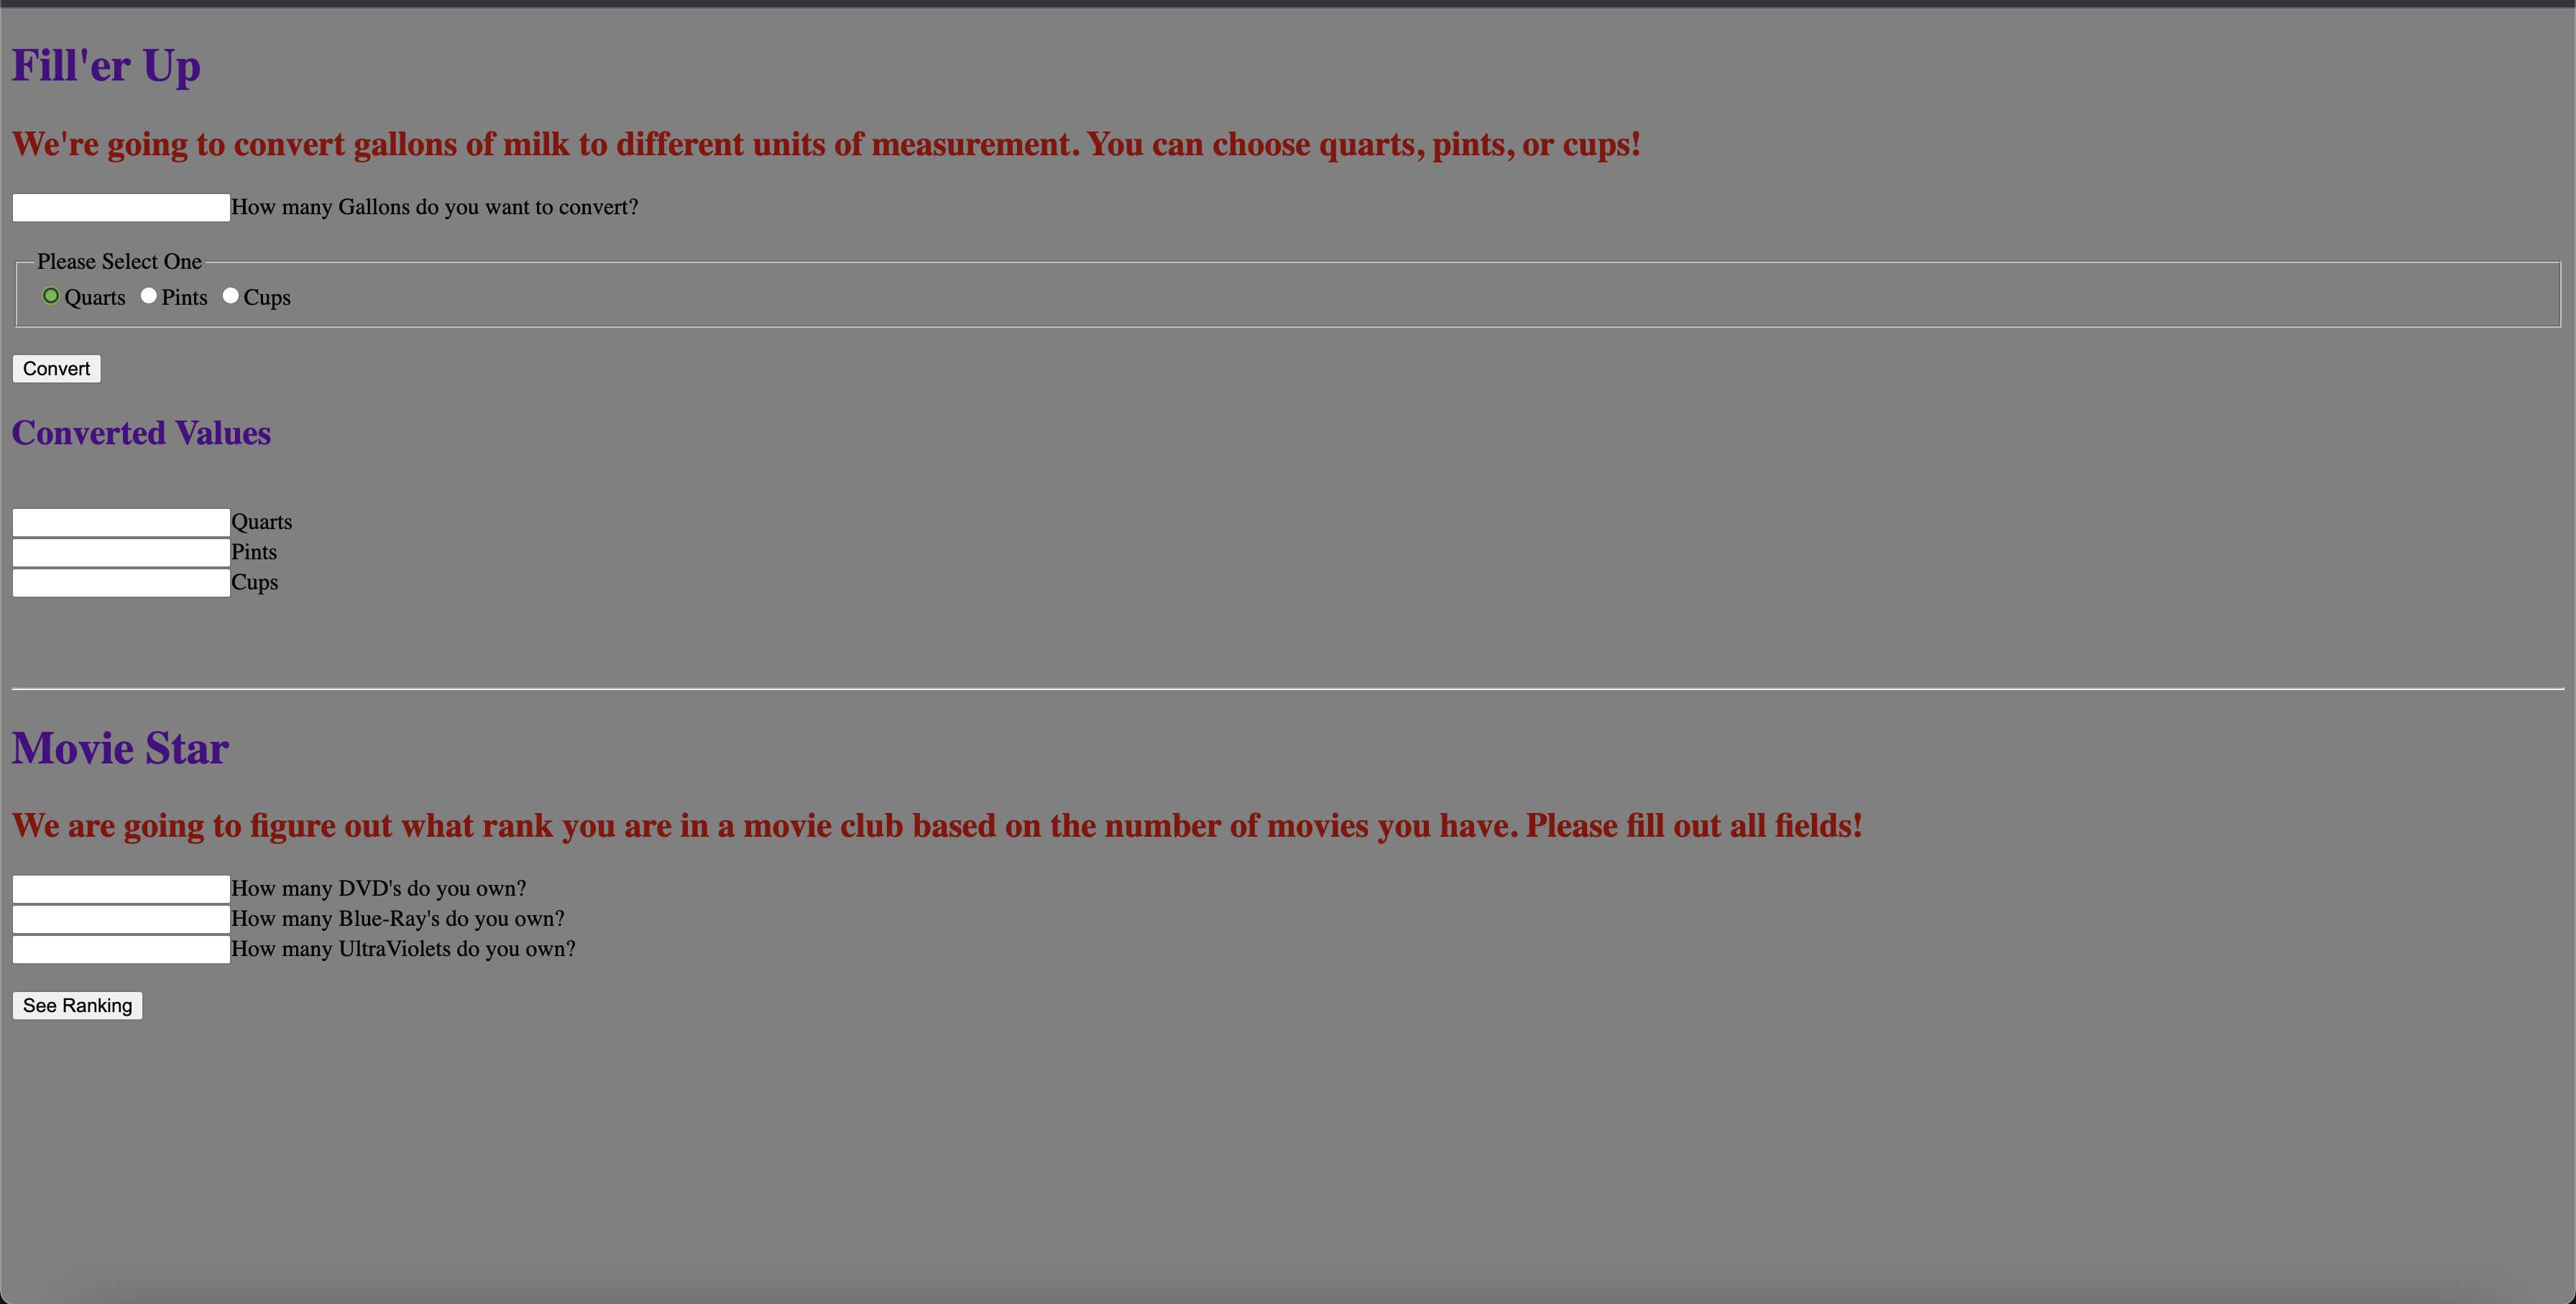 Fill'er Up
We're going to convert gallons of milk to different units of measurement. You can choose quarts, pints, or cups!
How many Gallons do you want to convert?
Please Select One
Quarts Pints Cups
Convert
Converted Values
Quarts
Pints
Cups
Movie Star
We are going to figure out what rank you are in a movie club based on the number of movies you have. Please fill out all fields!
How many DVD's do you own?
How many Blue-Ray's do you own?
How many UltraViolets do you own?
See Ranking